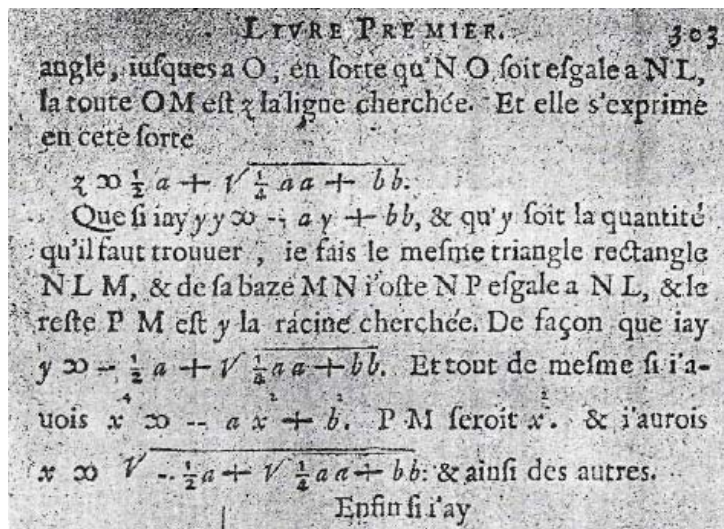 LIVRE PREMIER. 303
angle, iuſques a O, en ſorte qu'N O ſoit eſgale a N L,
la toute OM eſt z la ligne cherchée. Et elle s'exprime
en cete ſorte
z ꝏ ½ a + √ ¼ aa + bb.
Que ſi iay yy ꝏ -- a y + bb, & qu'y ſoit la quantité
qu'il faut trouuer, ie fais le meſme triangle rectangle
N L M, & de ſa baze M N i'oſte N P eſgale a N L, & le
reſte P M eſt y la racine cherchée. De façon que iay
y ꝏ -- ½ a + √ ¼ aa + bb. Et tout de meſme ſi i'a-
uois x⁴ ꝏ -- a x² + b². P M ſeroit x². & i'aurois
x ꝏ √ -- ½ a + √ ¼ aa + bb: & ainſi des autres.
Enfin ſi i'ay